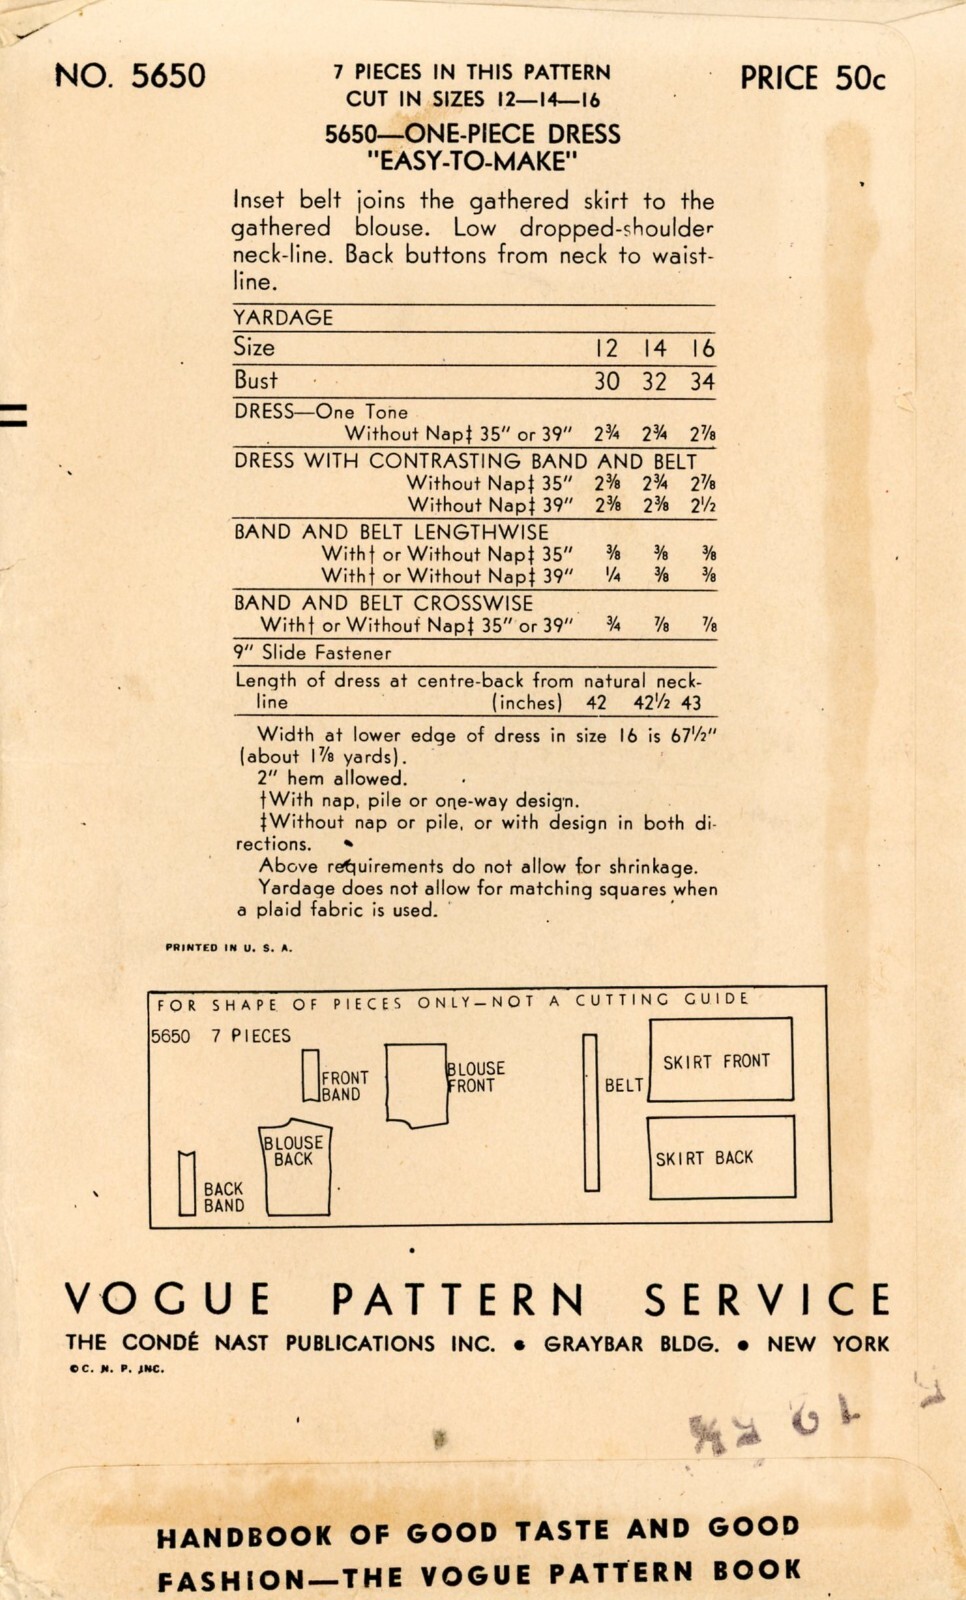 NO. 5650
7 PIECES IN THIS PATTERN
CUT IN SIZES 12—14—16
PRICE 50c
5650—ONE-PIECE DRESS
"EASY-TO-MAKE"
Inset belt joins the gathered skirt to the
gathered blouse. Low dropped-shoulder
neck-line. Back buttons from neck to waist-
line.
YARDAGE
Size 12 14 16
Bust 30 32 34
DRESS—One Tone
Without Nap‡ 35" or 39" 2¾ 2¾ 2⅞
DRESS WITH CONTRASTING BAND AND BELT
Without Nap‡ 35" 2⅜ 2¾ 2⅞
Without Nap‡ 39" 2⅜ 2⅜ 2½
BAND AND BELT LENGTHWISE
With† or Without Nap‡ 35" ⅜ ⅜ ⅜
With† or Without Nap‡ 39" ¼ ⅜ ⅜
BAND AND BELT CROSSWISE
With† or Without Nap‡ 35" or 39" ¾ ⅞ ⅞
9" Slide Fastener
Length of dress at centre-back from natural neck-
line (inches) 42 42½ 43
Width at lower edge of dress in size 16 is 67½"
(about 1⅞ yards).
2" hem allowed.
†With nap, pile or one-way design.
‡Without nap or pile, or with design in both di-
rections.
Above requirements do not allow for shrinkage.
Yardage does not allow for matching squares when
a plaid fabric is used.
PRINTED IN U. S. A.
FOR SHAPE OF PIECES ONLY—NOT A CUTTING GUIDE
5650 7 PIECES
FRONT
BAND
BLOUSE
FRONT
BELT
SKIRT FRONT
BLOUSE
BACK
SKIRT BACK
BACK
BAND
VOGUE PATTERN SERVICE
THE CONDÉ NAST PUBLICATIONS INC. • GRAYBAR BLDG. • NEW YORK
©C. N. P. INC.
HANDBOOK OF GOOD TASTE AND GOOD
FASHION—THE VOGUE PATTERN BOOK